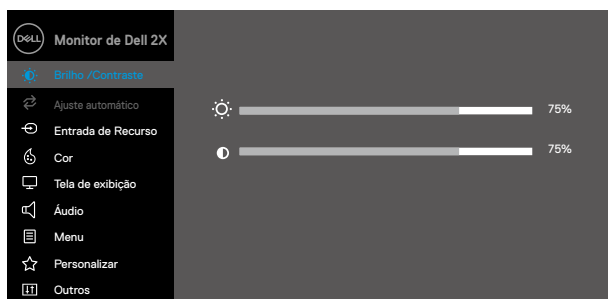 DELL Monitor de Dell 2X
Brilho /Contraste
Ajuste automático
75%
Entrada de Recurso
Cor
75%
Tela de exibição
Áudio
Menu
Personalizar
Outros